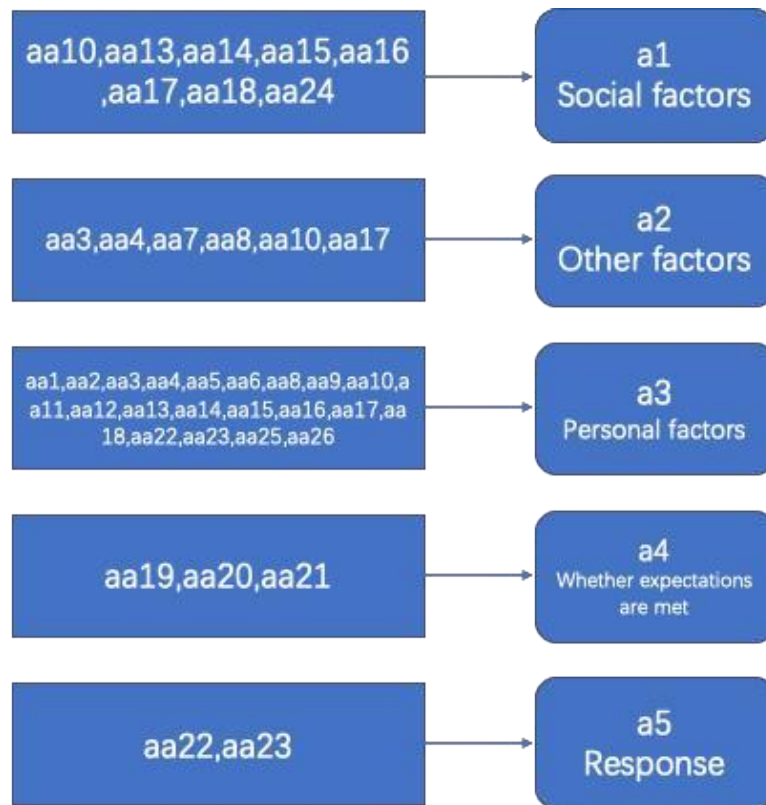 aa10,aa13,aa14,aa15,aa16
,aa17,aa18,aa24
a1
Social factors
aa3,aa4,aa7,aa8,aa10,aa17
a2
Other factors
aa1,aa2,aa3,aa4,aa5,aa6,aa8,aa9,aa10,a
a11,aa12,aa13,aa14,aa15,aa16,aa17,aa
18,aa22,aa23,aa25,aa26
a3
Personal factors
aa19,aa20,aa21
a4
Whether expectations
are met
aa22,aa23
a5
Response